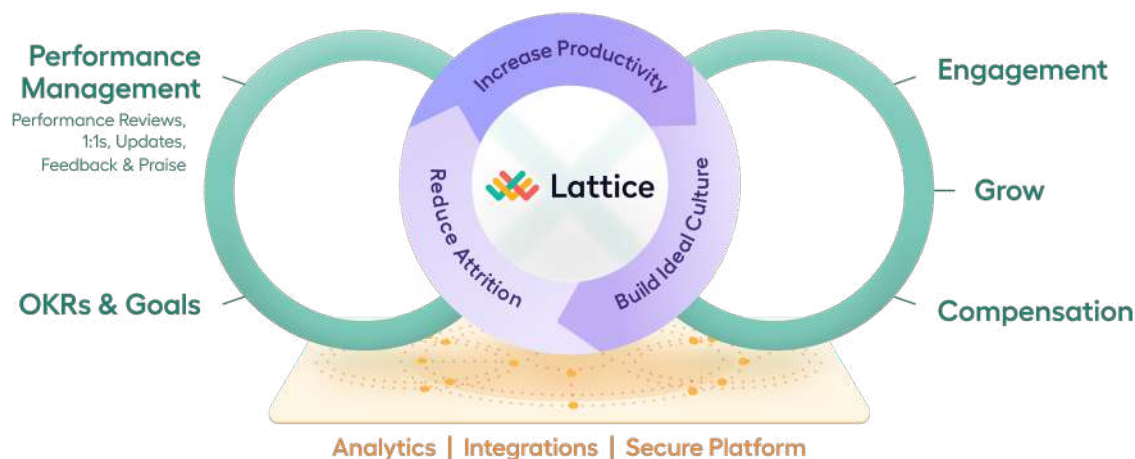 Performance
Management
Performance Reviews,
1:1s, Updates,
Feedback & Praise
OKRs & Goals
Increase Productivity
Reduce Attrition
Build Ideal Culture
Lattice
Engagement
Grow
Compensation
Analytics | Integrations | Secure Platform